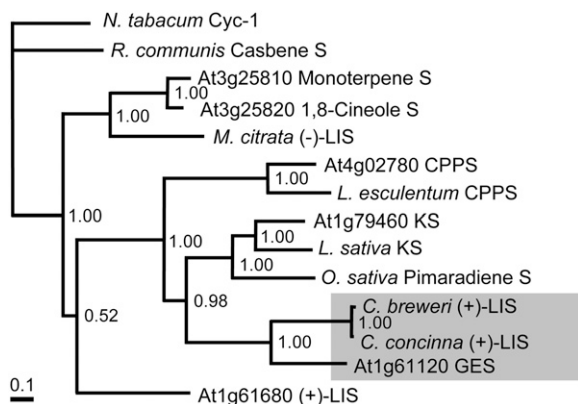 N. tabacum Cyc-1
R. communis Casbene S
At3g25810 Monoterpene S
1.00
1.00
At3g25820 1,8-Cineole S
M. citrata (-)-LIS
At4g02780 CPPS
1.00
L. esculentum CPPS
1.00
At1g79460 KS
1.00
1.00
L. sativa KS
1.00
O. sativa Pimaradiene S
0.98
C. breweri (+)-LIS
0.52
1.00
1.00
C. concinna (+)-LIS
At1g61120 GES
0.1
At1g61680 (+)-LIS